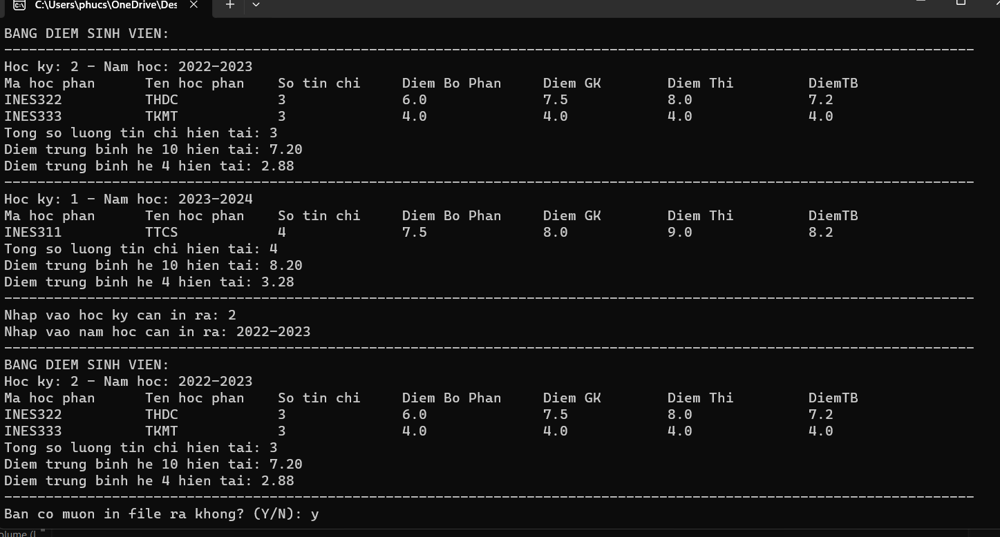 C:\Users\phucs\OneDrive\Des
BANG DIEM SINH VIEN:
--------------------------------------------------------------------------------------------------------------------
Hoc ky: 2 - Nam hoc: 2022-2023
Ma hoc phan Ten hoc phan So tin chi Diem Bo Phan Diem GK Diem Thi DiemTB
INES322 THDC 3 6.0 7.5 8.0 7.2
INES333 TKMT 3 4.0 4.0 4.0 4.0
Tong so luong tin chi hien tai: 3
Diem trung binh he 10 hien tai: 7.20
Diem trung binh he 4 hien tai: 2.88
--------------------------------------------------------------------------------------------------------------------
Hoc ky: 1 - Nam hoc: 2023-2024
Ma hoc phan Ten hoc phan So tin chi Diem Bo Phan Diem GK Diem Thi DiemTB
INES311 TTCS 4 7.5 8.0 9.0 8.2
Tong so luong tin chi hien tai: 4
Diem trung binh he 10 hien tai: 8.20
Diem trung binh he 4 hien tai: 3.28
--------------------------------------------------------------------------------------------------------------------
Nhap vao hoc ky can in ra: 2
Nhap vao nam hoc can in ra: 2022-2023
--------------------------------------------------------------------------------------------------------------------
BANG DIEM SINH VIEN:
Hoc ky: 2 - Nam hoc: 2022-2023
Ma hoc phan Ten hoc phan So tin chi Diem Bo Phan Diem GK Diem Thi DiemTB
INES322 THDC 3 6.0 7.5 8.0 7.2
INES333 TKMT 3 4.0 4.0 4.0 4.0
Tong so luong tin chi hien tai: 3
Diem trung binh he 10 hien tai: 7.20
Diem trung binh he 4 hien tai: 2.88
--------------------------------------------------------------------------------------------------------------------
Ban co muon in file ra khong? (Y/N): y